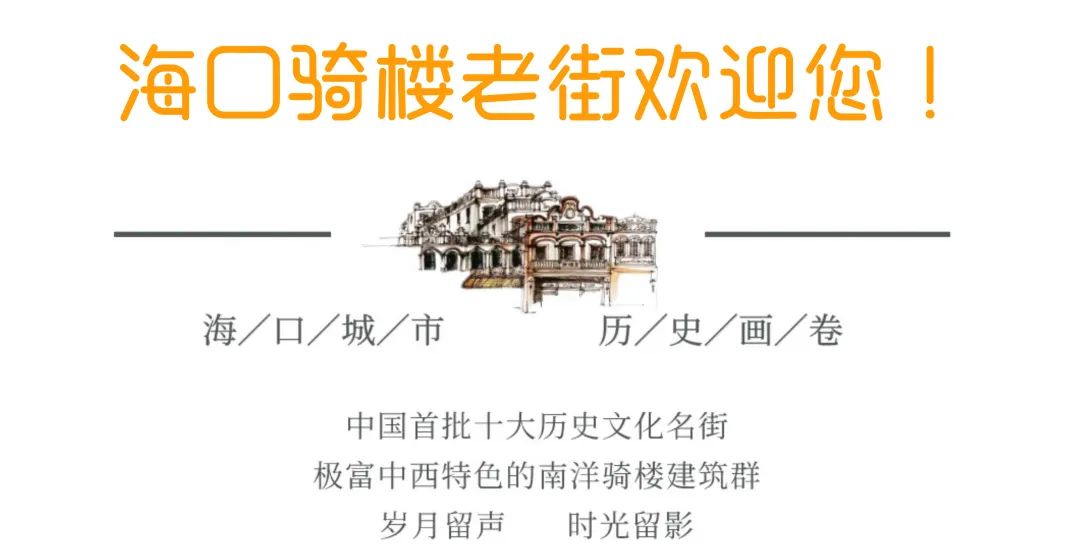 海口骑楼老街欢迎您！
海／口／城／市 历／史／画／卷
中国首批十大历史文化名街
极富中西特色的南洋骑楼建筑群
岁月留声 时光留影